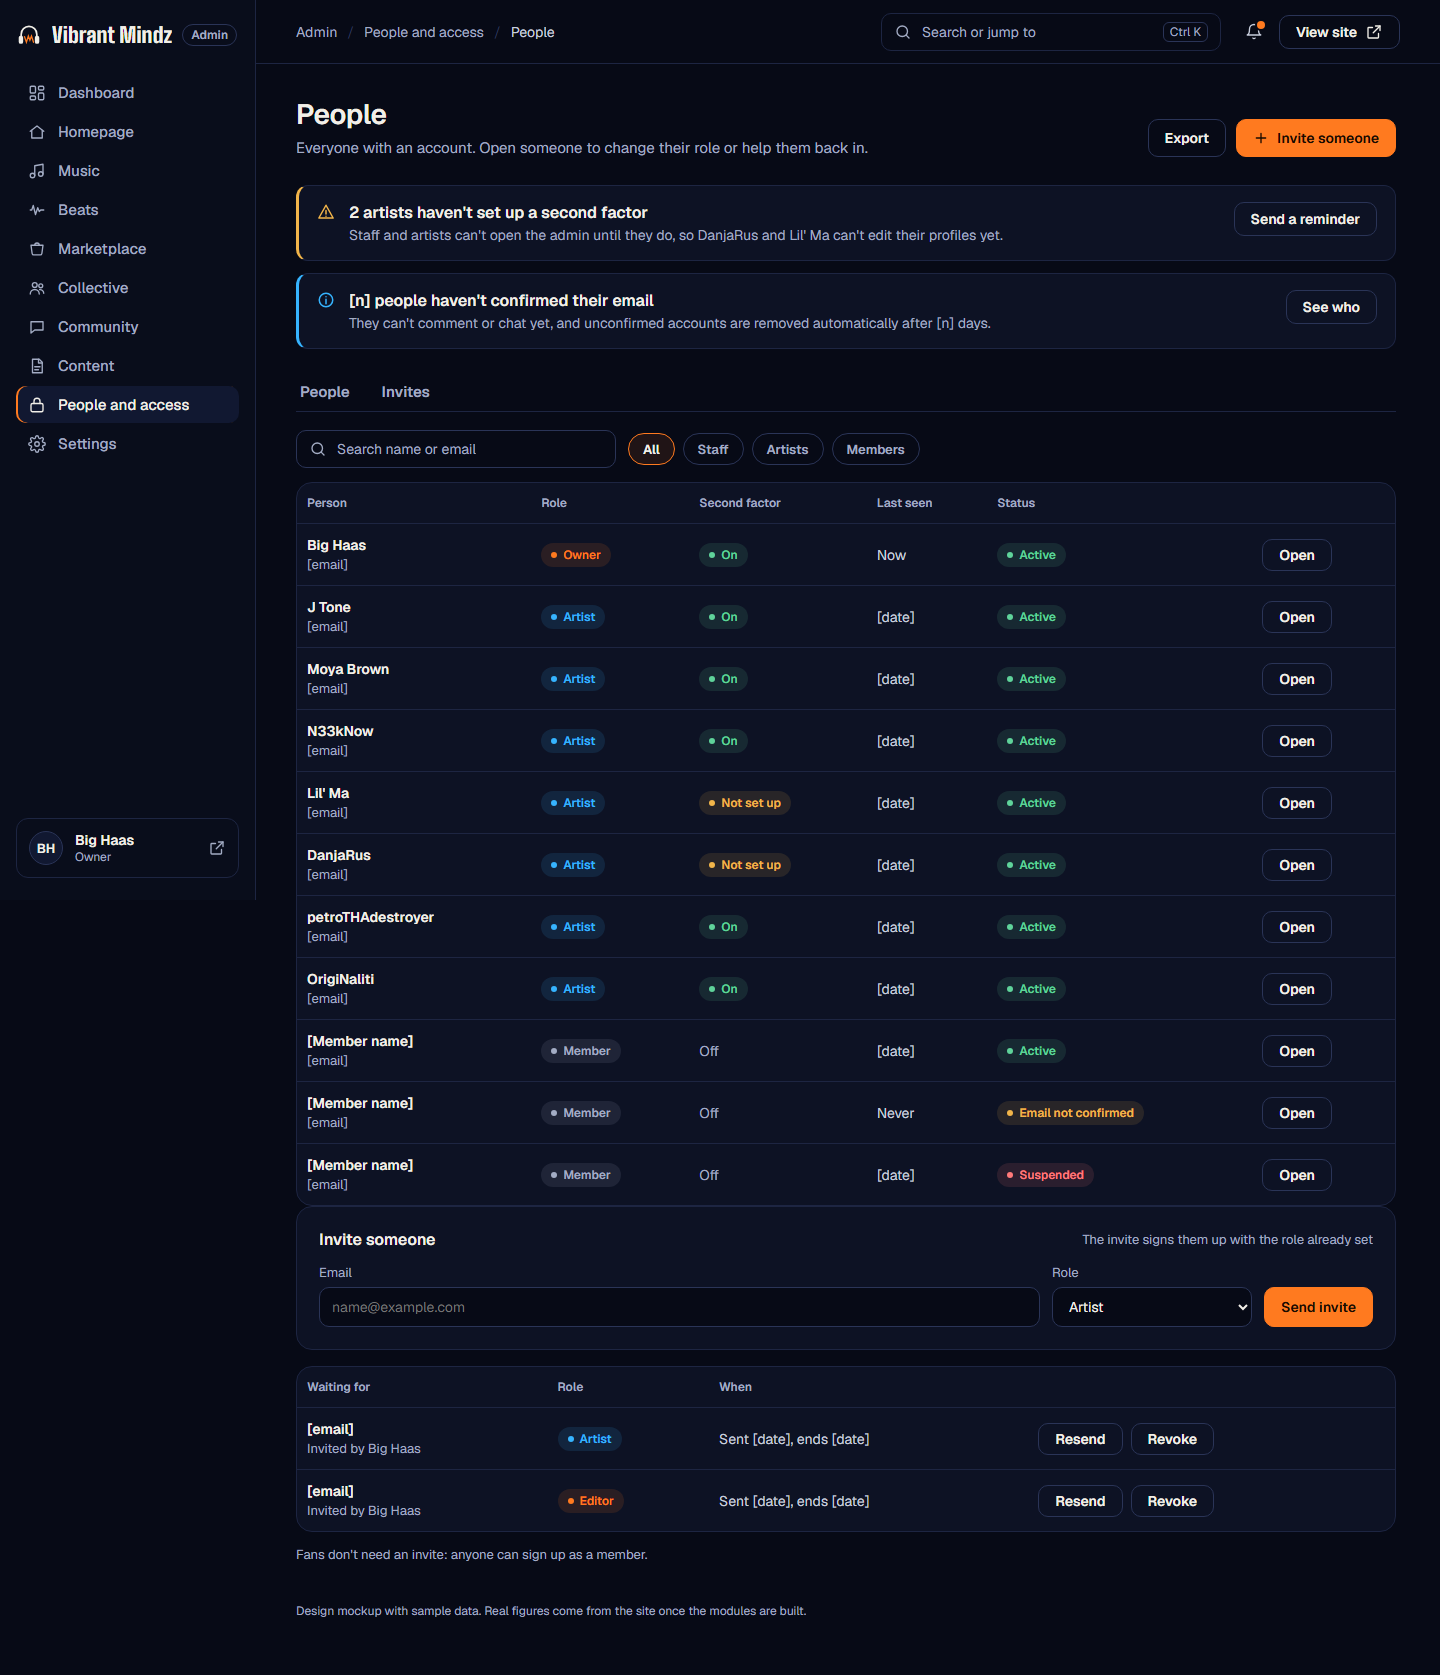 Vibrant Mindz Admin
Dashboard
Homepage
Music
Beats
Marketplace
Collective
Community
Content
People and access
Settings
BH
Big Haas
Owner
Admin / People and access / People
Search or jump to Ctrl K
View site
People
Everyone with an account. Open someone to change their role or help them back in.
Export
+ Invite someone
2 artists haven't set up a second factor
Staff and artists can't open the admin until they do, so DanjaRus and Lil' Ma can't edit their profiles yet.
Send a reminder
[n] people haven't confirmed their email
They can't comment or chat yet, and unconfirmed accounts are removed automatically after [n] days.
See who
People Invites
Search name or email
All Staff Artists Members
Person Role Second factor Last seen Status
Big Haas
[email]
Owner On Now Active Open
J Tone
[email]
Artist On [date] Active Open
Moya Brown
[email]
Artist On [date] Active Open
N33kNow
[email]
Artist On [date] Active Open
Lil' Ma
[email]
Artist Not set up [date] Active Open
DanjaRus
[email]
Artist Not set up [date] Active Open
petroTHAdestroyer
[email]
Artist On [date] Active Open
OrigiNaliti
[email]
Artist On [date] Active Open
[Member name]
[email]
Member Off [date] Active Open
[Member name]
[email]
Member Off Never Email not confirmed Open
[Member name]
[email]
Member Off [date] Suspended Open
Invite someone
The invite signs them up with the role already set
Email
name@example.com
Role
Artist
Send invite
Waiting for Role When
[email]
Invited by Big Haas
Artist Sent [date], ends [date] Resend Revoke
[email]
Invited by Big Haas
Editor Sent [date], ends [date] Resend Revoke
Fans don't need an invite: anyone can sign up as a member.
Design mockup with sample data. Real figures come from the site once the modules are built.